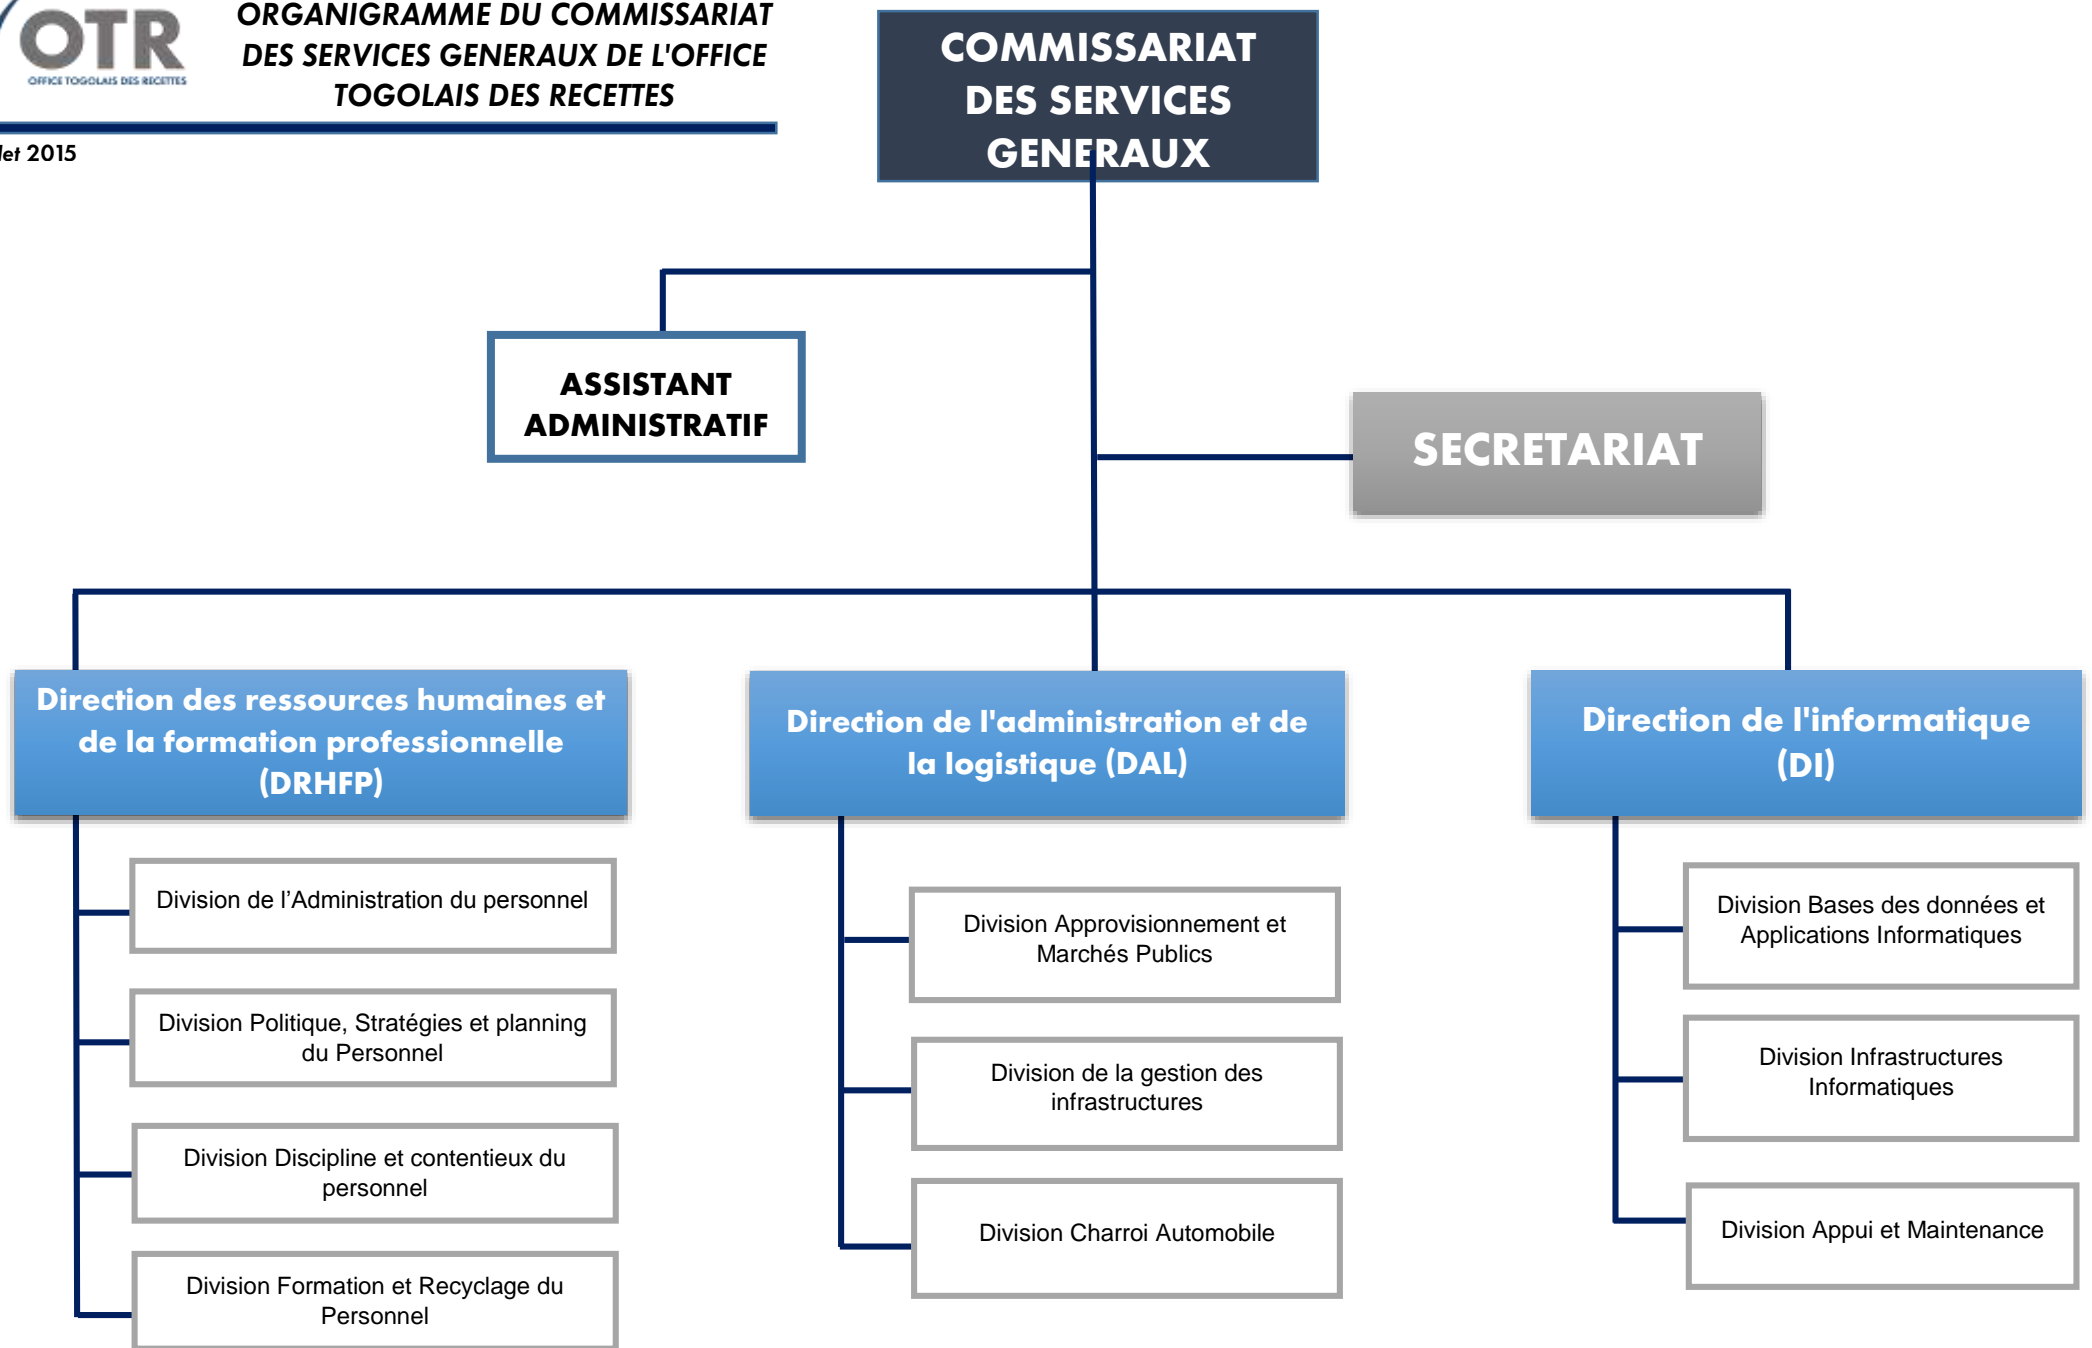 OTR
OFFICE TOGOLAIS DES RECETTES
ORGANIGRAMME DU COMMISSARIAT
DES SERVICES GENERAUX DE L'OFFICE
TOGOLAIS DES RECETTES
2015
COMMISSARIAT
DES SERVICES
GENERAUX
ASSISTANT
ADMINISTRATIF
SECRETARIAT
Direction des ressources humaines et
de la formation professionnelle
(DRHFP)
Division de l’Administration du personnel
Division Politique, Stratégies et planning
du Personnel
Division Discipline et contentieux du
personnel
Division Formation et Recyclage du
Personnel
Direction de l'administration et de
la logistique (DAL)
Division Approvisionnement et
Marchés Publics
Division de la gestion des
infrastructures
Division Charroi Automobile
Direction de l'informatique
(DI)
Division Bases des données et
Applications Informatiques
Division Infrastructures
Informatiques
Division Appui et Maintenance